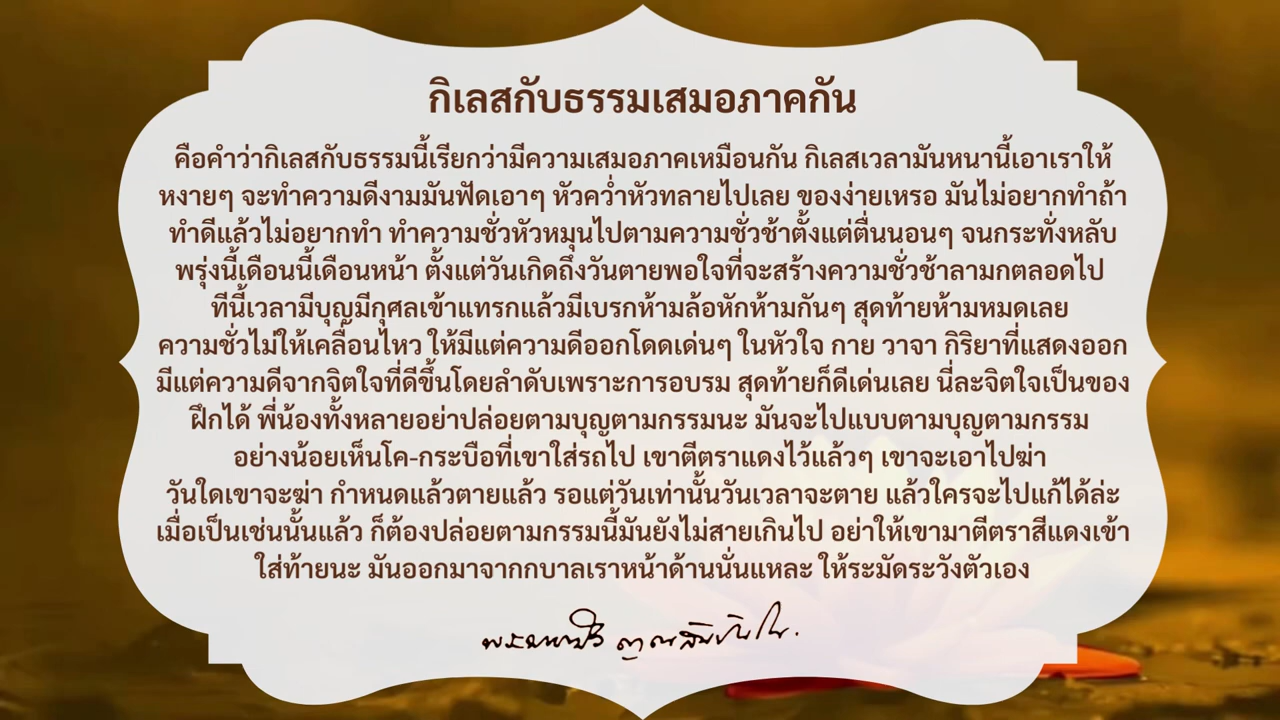 กิเลสกับธรรมเสมอภาคกัน
คือคำว่ากิเลสกับธรรมนี้เรียกว่ามีความเสมอภาคเหมือนกัน กิเลสเวลามันหนานี้เอาเราให้
หงายๆ จะทำความดีงามมันฟัดเอาๆ หัวคว่ำหัวทลายไปเลย ของง่ายเหรอ มันไม่อยากทำถ้า
ทำดีแล้วไม่อยากทำ ทำความชั่วหัวหมุนไปตามความชั่วช้าตั้งแต่ตื่นนอนๆ จนกระทั่งหลับ
พรุ่งนี้เดือนนี้เดือนหน้า ตั้งแต่วันเกิดถึงวันตายพอใจที่จะสร้างความชั่วช้าลามกตลอดไป
ทีนี้เวลามีบุญมีกุศลเข้าแทรกแล้วมีเบรกห้ามล้อหักห้ามกันๆ สุดท้ายห้ามหมดเลย
ความชั่วไม่ให้เคลื่อนไหว ให้มีแต่ความดีออกโดดเด่นๆ ในหัวใจ กาย วาจา กิริยาที่แสดงออก
มีแต่ความดีจากจิตใจที่ดีขึ้นโดยลำดับเพราะการอบรม สุดท้ายก็ดีเด่นเลย นี่ละจิตใจเป็นของ
ฝึกได้ พี่น้องทั้งหลายอย่าปล่อยตามบุญตามกรรมนะ มันจะไปแบบตามบุญตามกรรม
อย่างน้อยเห็นโค-กระบือที่เขาใส่รถไป เขาตีตราแดงไว้แล้วๆ เขาจะเอาไปฆ่า
วันใดเขาจะฆ่า กำหนดแล้วตายแล้ว รอแต่วันเท่านั้นวันเวลาจะตาย แล้วใครจะไปแก้ได้ล่ะ
เมื่อเป็นเช่นนั้นแล้ว ก็ต้องปล่อยตามกรรมนี้มันยังไม่สายเกินไป อย่าให้เขามาตีตราสีแดงเข้า
ใส่ท้ายนะ มันออกมาจากกบาลเราหน้าด้านนั่นแหละ ให้ระมัดระวังตัวเอง